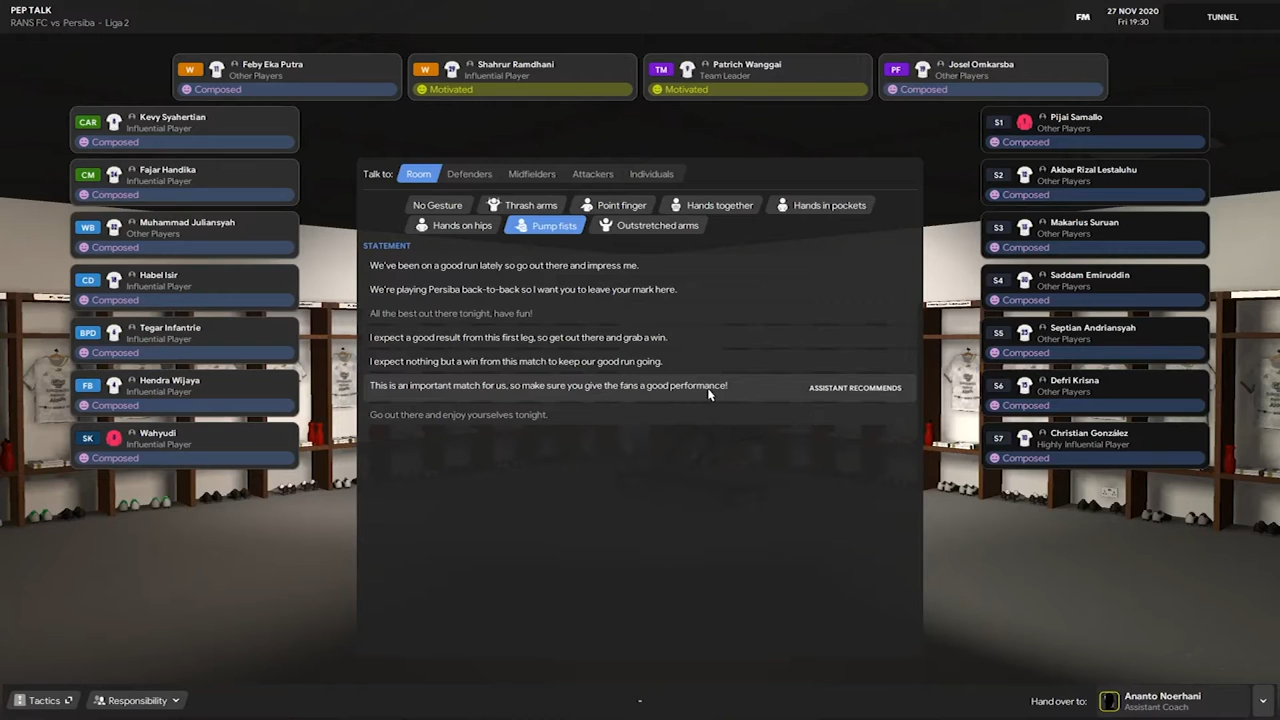 PEP TALK
RANS FC vs Persiba - Liga 2
FM
27 NOV 2020
Fri 19:30
TUNNEL
W
Feby Eka Putra
Other Players
Composed
W
Shahrur Ramdhani
Influential Player
Motivated
TM
Patrich Wanggai
Team Leader
Motivated
PF
Josel Omkarsba
Other Players
Composed
CAR
Kevy Syahertian
Influential Player
Composed
CM
Fajar Handika
Influential Player
Composed
WB
Muhammad Juliansyah
Other Players
Composed
CD
Habel Isir
Influential Player
Composed
BPD
Tegar Infantrie
Influential Player
Composed
FB
Hendra Wijaya
Influential Player
Composed
SK
Wahyudi
Influential Player
Composed
Talk to: Room Defenders Midfielders Attackers Individuals
No Gesture Thrash arms Point finger Hands together Hands in pockets
Hands on hips Pump fists Outstretched arms
STATEMENT
We've been on a good run lately so go out there and impress me.
We're playing Persiba back-to-back so I want you to leave your mark here.
All the best out there tonight, have fun!
I expect a good result from this first leg, so get out there and grab a win.
I expect nothing but a win from this match to keep our good run going.
This is an important match for us, so make sure you give the fans a good performance! ASSISTANT RECOMMENDS
Go out there and enjoy yourselves tonight.
S1
Pijai Samallo
Other Players
Composed
S2
Akbar Rizal Lestaluhu
Other Players
Composed
S3
Makarius Suruan
Other Players
Composed
S4
Saddam Emiruddin
Other Players
Composed
S5
Septian Andriansyah
Other Players
Composed
S6
Defri Krisna
Other Players
Composed
S7
Christian González
Highly Influential Player
Composed
Tactics
Responsibility
-
Hand over to:
Ananto Noerhani
Assistant Coach